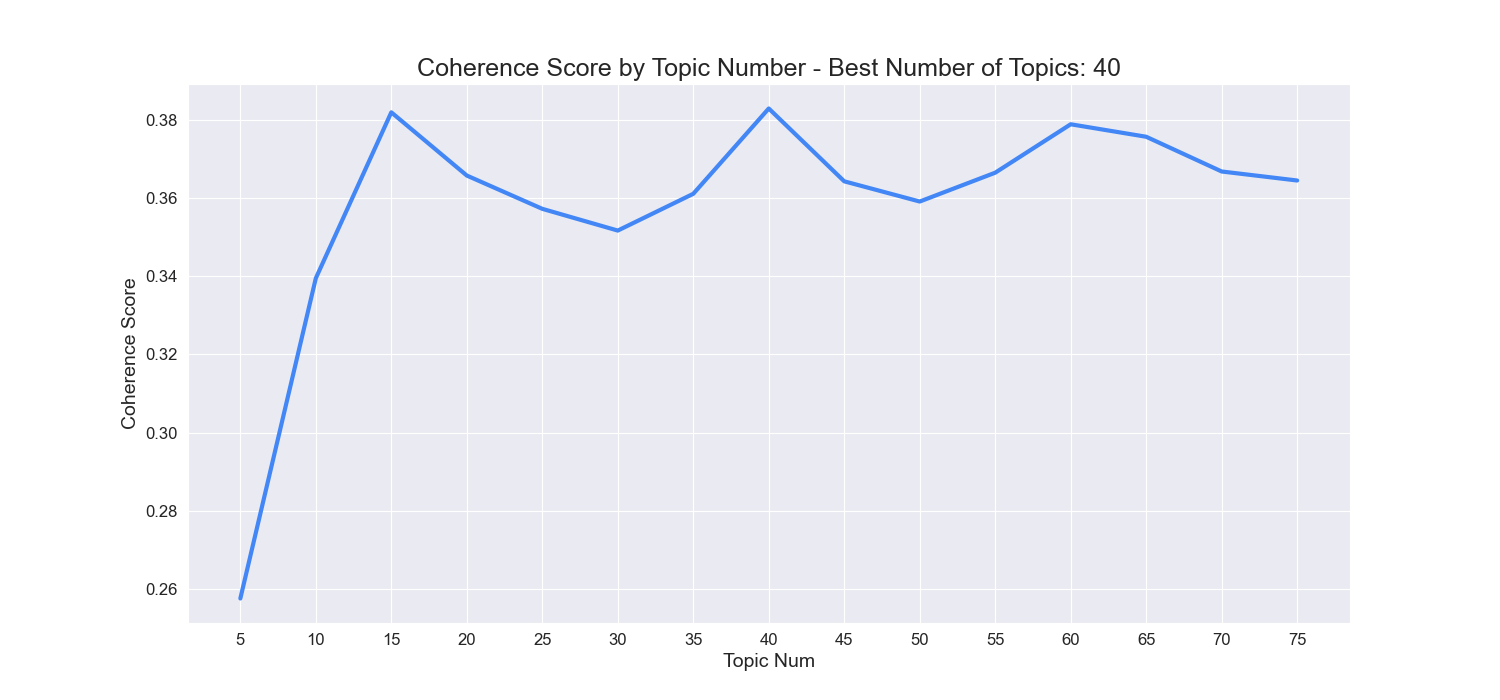 Coherence Score by Topic Number - Best Number of Topics: 40
Coherence Score
0.38
0.36
0.34
0.32
0.30
0.28
0.26
5 10 15 20 25 30 35 40 45 50 55 60 65 70 75
Topic Num